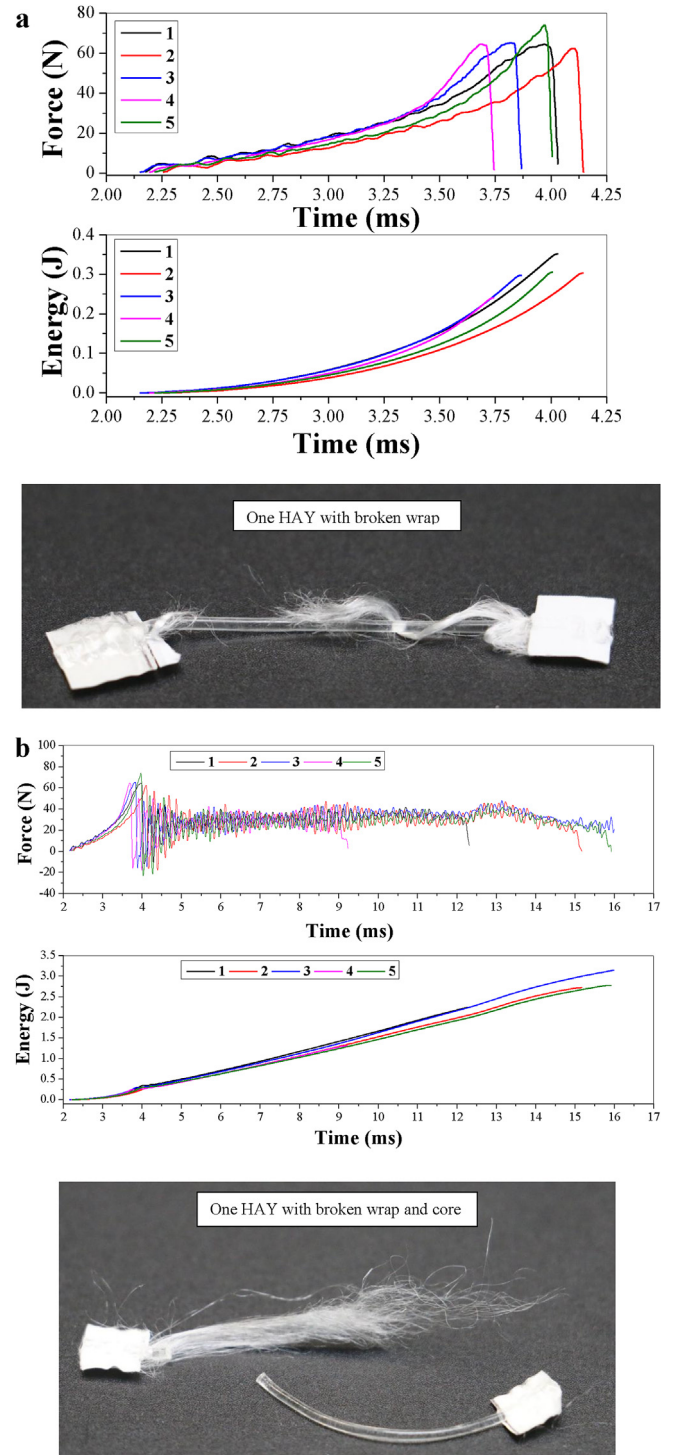 a
80
60
40
20
0
Force (N)
1
2
3
4
5
2.00 2.25 2.50 2.75 3.00 3.25 3.50 3.75 4.00 4.25
Time (ms)
0.4
0.3
0.2
0.1
0.0
Energy (J)
1
2
3
4
5
2.00 2.25 2.50 2.75 3.00 3.25 3.50 3.75 4.00 4.25
Time (ms)
One HAY with broken wrap
b
100
80
60
40
20
0
-20
-40
Force (N)
1 2 3 4 5
2 3 4 5 6 7 8 9 10 11 12 13 14 15 16 17
Time (ms)
3.5
3.0
2.5
2.0
1.5
1.0
0.5
0.0
Energy (J)
1 2 3 4 5
2 3 4 5 6 7 8 9 10 11 12 13 14 15 16 17
Time (ms)
One HAY with broken wrap and core